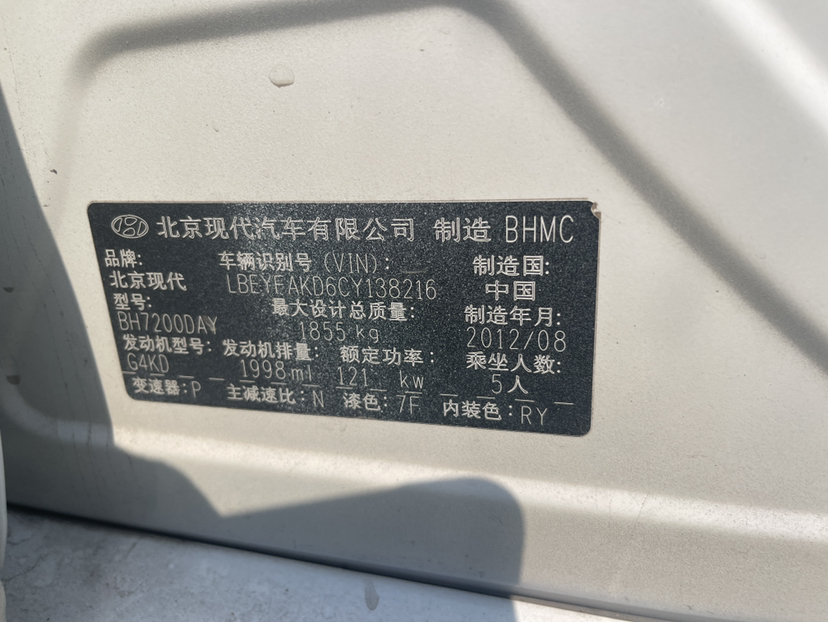 北京现代汽车有限公司 制造 BHMC
品牌: 车辆识别号 (VIN): 制造国:
北京现代 LBEYFAKD6CY138216 中国
型号: 最大设计总质量: 制造年月:
BH7200DAY 1855 kg 2012/08
发动机型号: 发动机排量: 额定功率: 乘坐人数:
G4KD 1998ml 121 kw 5人
变速器:P 主减速比:N 漆色:7F 内装色:RY